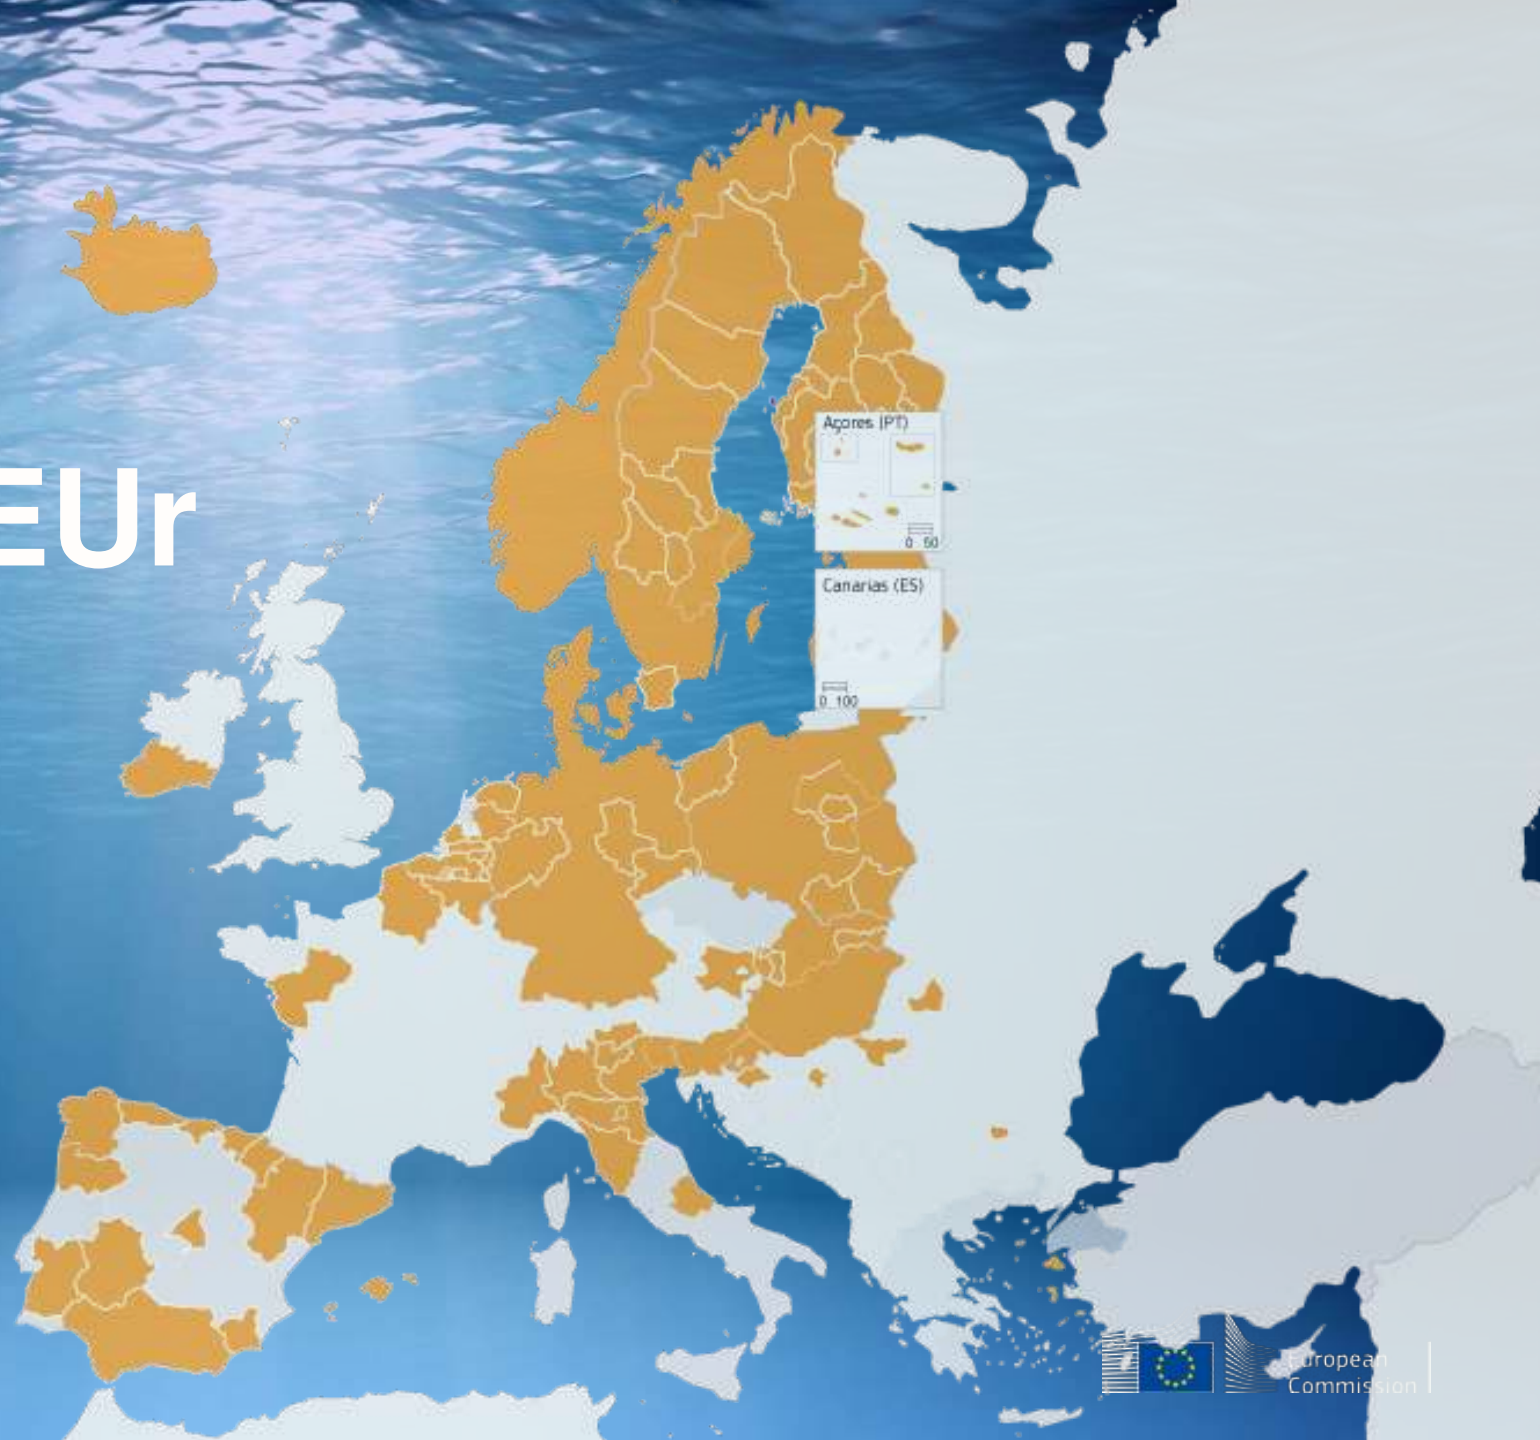 EUr
Açores (PT)
0 50
Canarias (ES)
0 100
European
Commission